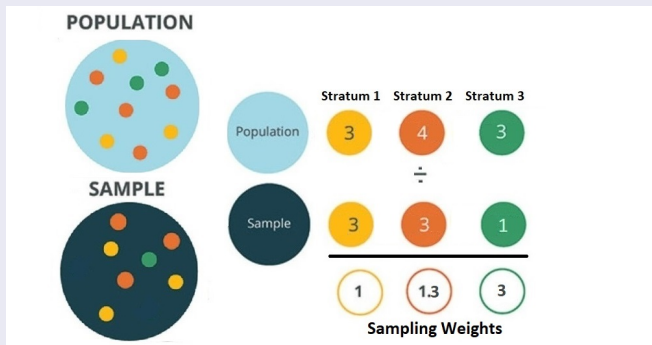 POPULATION
Stratum 1 Stratum 2 Stratum 3
Population 3 4 3
÷
SAMPLE
Sample 3 3 1
1 1.3 3
Sampling Weights